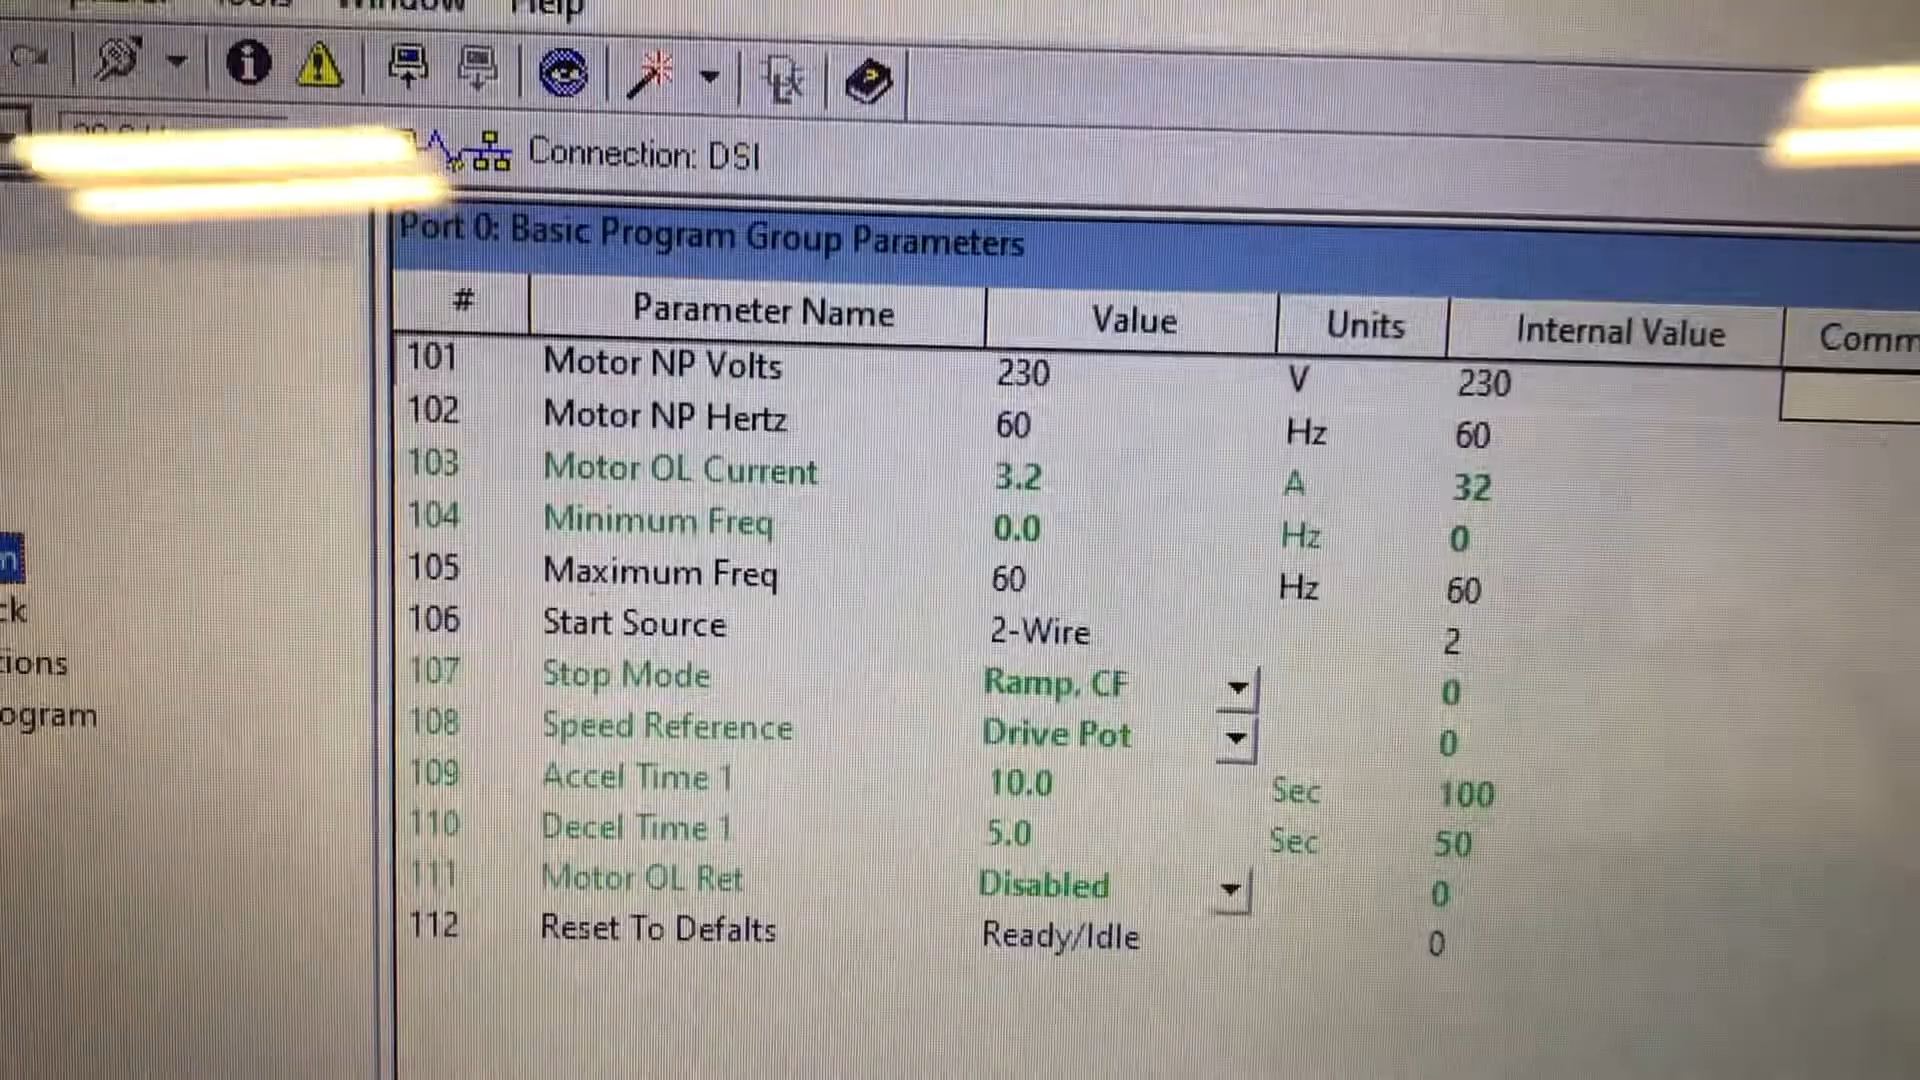 Window Help
Connection: DSI
Port 0: Basic Program Group Parameters
# Parameter Name Value Units Internal Value Comm
101 Motor NP Volts 230 V 230
102 Motor NP Hertz 60 Hz 60
103 Motor OL Current 3.2 A 32
104 Minimum Freq 0.0 Hz 0
105 Maximum Freq 60 Hz 60
106 Start Source 2-Wire 2
107 Stop Mode Ramp, CF 0
108 Speed Reference Drive Pot 0
109 Accel Time 1 10.0 Sec 100
110 Decel Time 1 5.0 Sec 50
111 Motor OL Ret Disabled 0
112 Reset To Defalts Ready/Idle 0
m
ck
tions
ogram